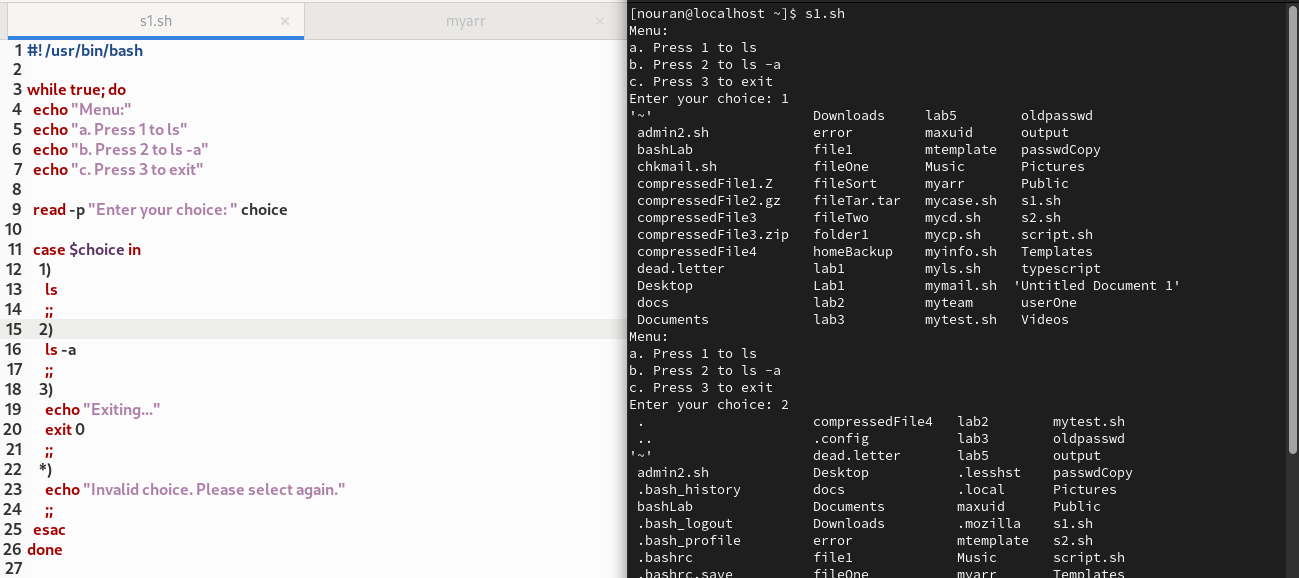 s1.sh × myarr ×
1 #! /usr/bin/bash
2
3 while true; do
4 echo "Menu:"
5 echo "a. Press 1 to ls"
6 echo "b. Press 2 to ls -a"
7 echo "c. Press 3 to exit"
8
9 read -p "Enter your choice: " choice
10
11 case $choice in
12 1)
13 ls
14 ;;
15 2)
16 ls -a
17 ;;
18 3)
19 echo "Exiting..."
20 exit 0
21 ;;
22 *)
23 echo "Invalid choice. Please select again."
24 ;;
25 esac
26 done
27
[nouran@localhost ~]$ s1.sh
Menu:
a. Press 1 to ls
b. Press 2 to ls -a
c. Press 3 to exit
Enter your choice: 1
'~' Downloads lab5 oldpasswd
admin2.sh error maxuid output
bashLab file1 mtemplate passwdCopy
chkmail.sh fileOne Music Pictures
compressedFile1.Z fileSort myarr Public
compressedFile2.gz fileTar.tar mycase.sh s1.sh
compressedFile3 fileTwo mycd.sh s2.sh
compressedFile3.zip folder1 mycp.sh script.sh
compressedFile4 homeBackup myinfo.sh Templates
dead.letter lab1 myls.sh typescript
Desktop Lab1 mymail.sh 'Untitled Document 1'
docs lab2 myteam userOne
Documents lab3 mytest.sh Videos
Menu:
a. Press 1 to ls
b. Press 2 to ls -a
c. Press 3 to exit
Enter your choice: 2
. compressedFile4 lab2 mytest.sh
.. .config lab3 oldpasswd
'~' dead.letter lab5 output
admin2.sh Desktop .lesshst passwdCopy
.bash_history docs .local Pictures
bashLab Documents maxuid Public
.bash_logout Downloads .mozilla s1.sh
.bash_profile error mtemplate s2.sh
.bashrc file1 Music script.sh
.bashrc.save fileOne myarr Templates